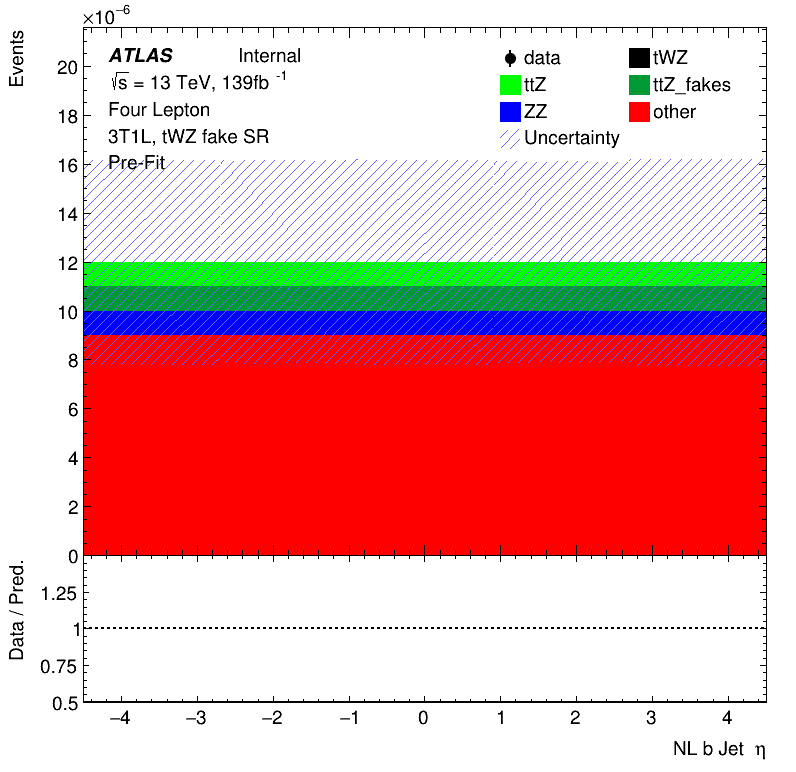 ×10⁻⁶
Events
ATLAS Internal
√s = 13 TeV, 139fb ⁻¹
Four Lepton
3T1L, tWZ fake SR
Pre-Fit
data tWZ
ttZ ttZ_fakes
ZZ other
Uncertainty
20
18
16
14
12
10
8
6
4
2
0
Data / Pred.
1.25
1
0.75
0.5
−4 −3 −2 −1 0 1 2 3 4
NL b Jet η